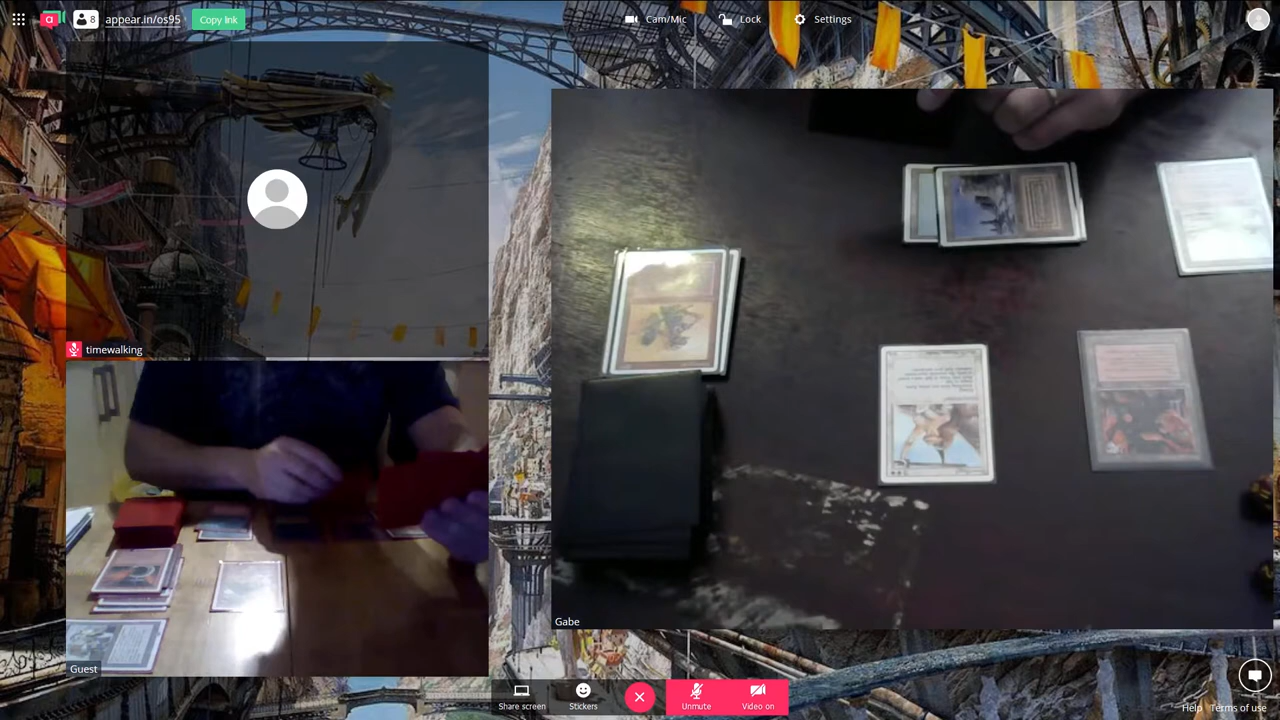 8
appear.in/os95
Copy link
Cam/Mic
Lock
Settings
timewalking
Guest
Gabe
Share screen
Stickers
Unmute
Video on
Help
Terms of use